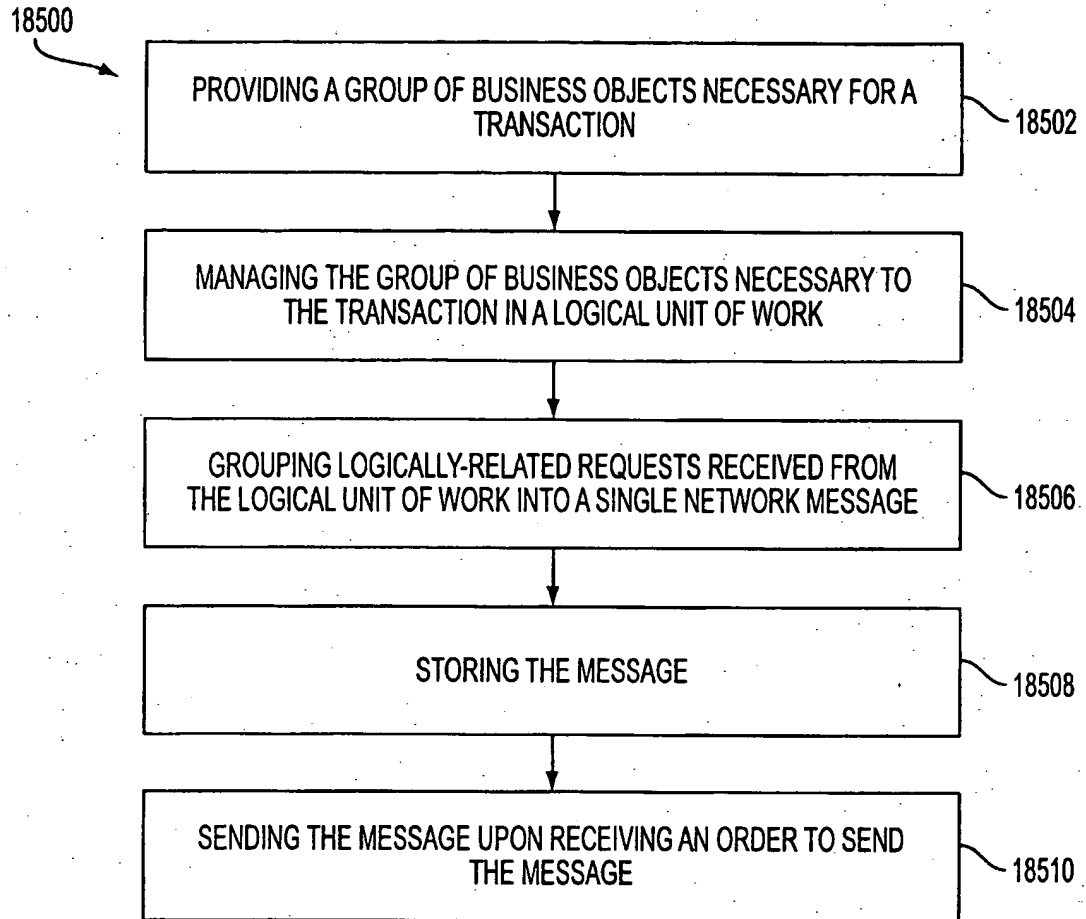 18500
PROVIDING A GROUP OF BUSINESS OBJECTS NECESSARY FOR A
TRANSACTION
18502
MANAGING THE GROUP OF BUSINESS OBJECTS NECESSARY TO
THE TRANSACTION IN A LOGICAL UNIT OF WORK
18504
GROUPING LOGICALLY-RELATED REQUESTS RECEIVED FROM
THE LOGICAL UNIT OF WORK INTO A SINGLE NETWORK MESSAGE
18506
STORING THE MESSAGE
18508
SENDING THE MESSAGE UPON RECEIVING AN ORDER TO SEND
THE MESSAGE
18510